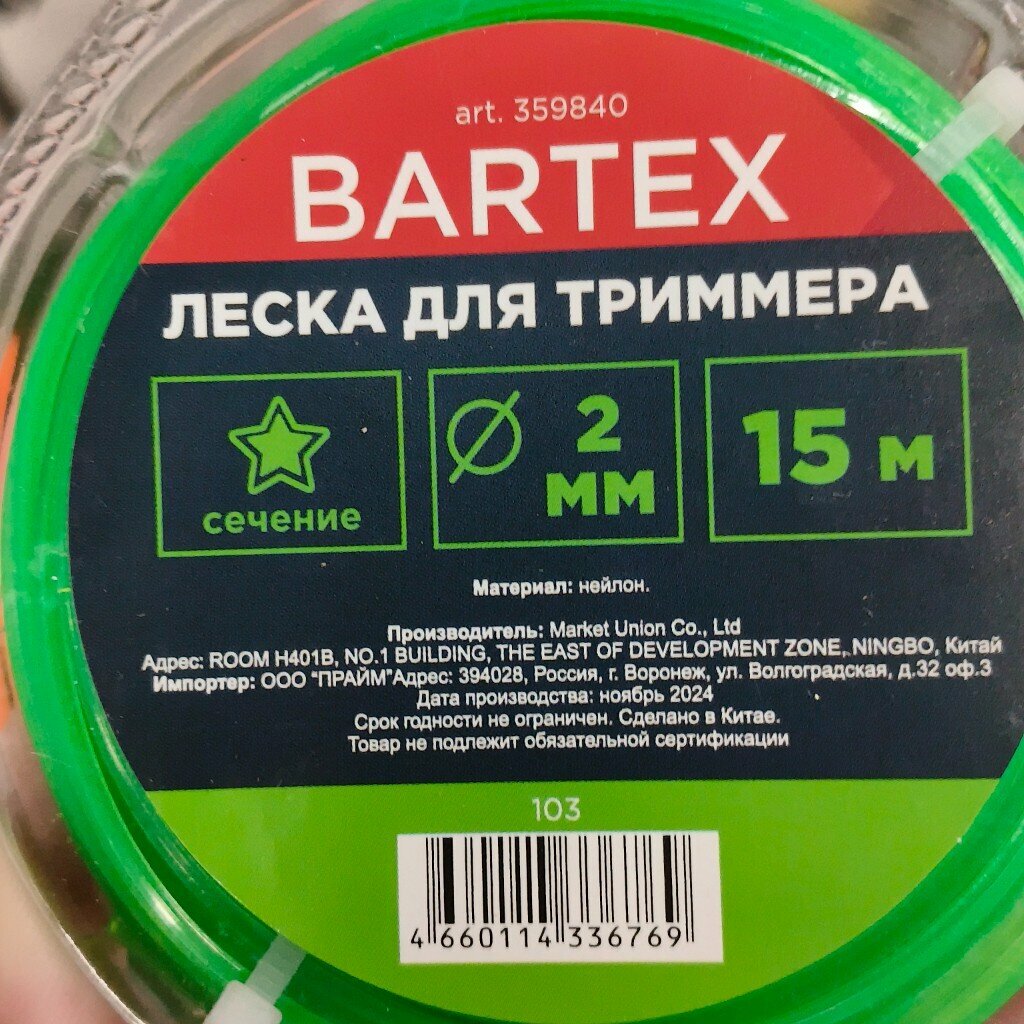 art. 359840
BARTEX
ЛЕСКА ДЛЯ ТРИММЕРА
сечение
2
мм
15 м
Материал: нейлон.
Производитель: Market Union Co., Ltd
Адрес: ROOM H401B, NO.1 BUILDING, THE EAST OF DEVELOPMENT ZONE, NINGBO, Китай
Импортер: ООО "ПРАЙМ"Адрес: 394028, Россия, г. Воронеж, ул. Волгоградская, д.32 оф.3
Дата производства: ноябрь 2024
Срок годности не ограничен. Сделано в Китае.
Товар не подлежит обязательной сертификации
103
4 660114 336769